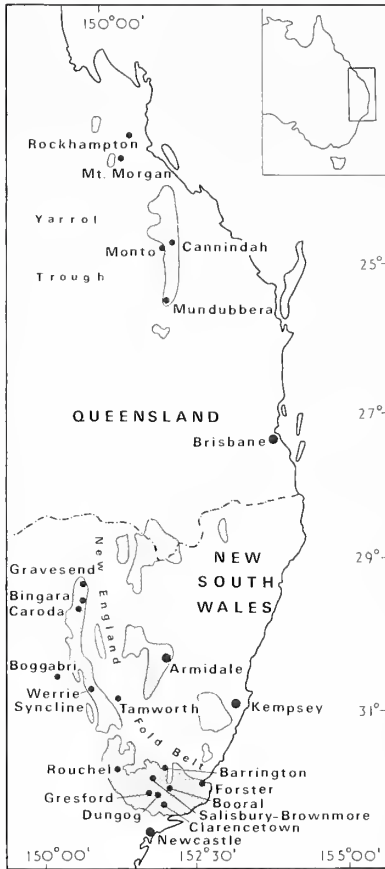 150°00'
Rockhampton
Mt. Morgan
Yarrol
Monto
Cannindah
Trough
25°
Mundubbera
QUEENSLAND
27°
Brisbane
New England
NEW
SOUTH
WALES
29°
Gravesend
Bingara
Caroda
Boggabri
Armidale
Werrie
Syncline
Tamworth
Kempsey
31°
Fold Belt
Rouchel
Barrington
Forster
Gresford
Booral
Dungog
Salisbury-Brownmore
Clarencetown
Newcastle
150°00'
152°30'
155°00'